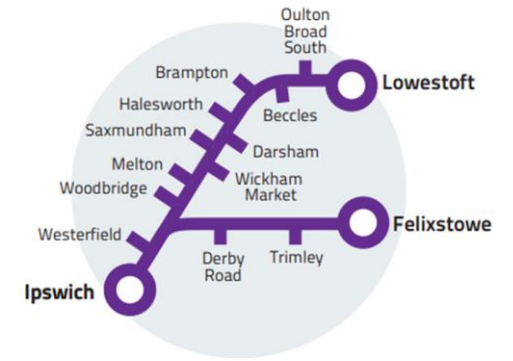 Oulton
Broad
South
Brampton
Lowestoft
Halesworth
Beccles
Saxmundham
Darsham
Melton
Wickham
Market
Woodbridge
Felixstowe
Westerfield
Derby
Road
Trimley
Ipswich